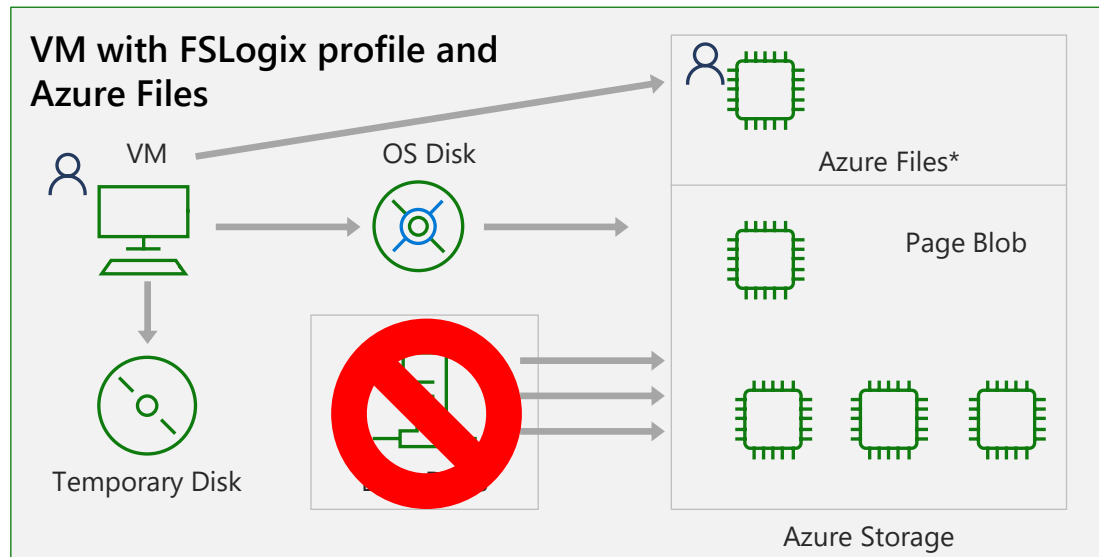 VM with FSLogix profile and
Azure Files
VM
OS Disk
Azure Files*
Page Blob
Temporary Disk
Azure Storage